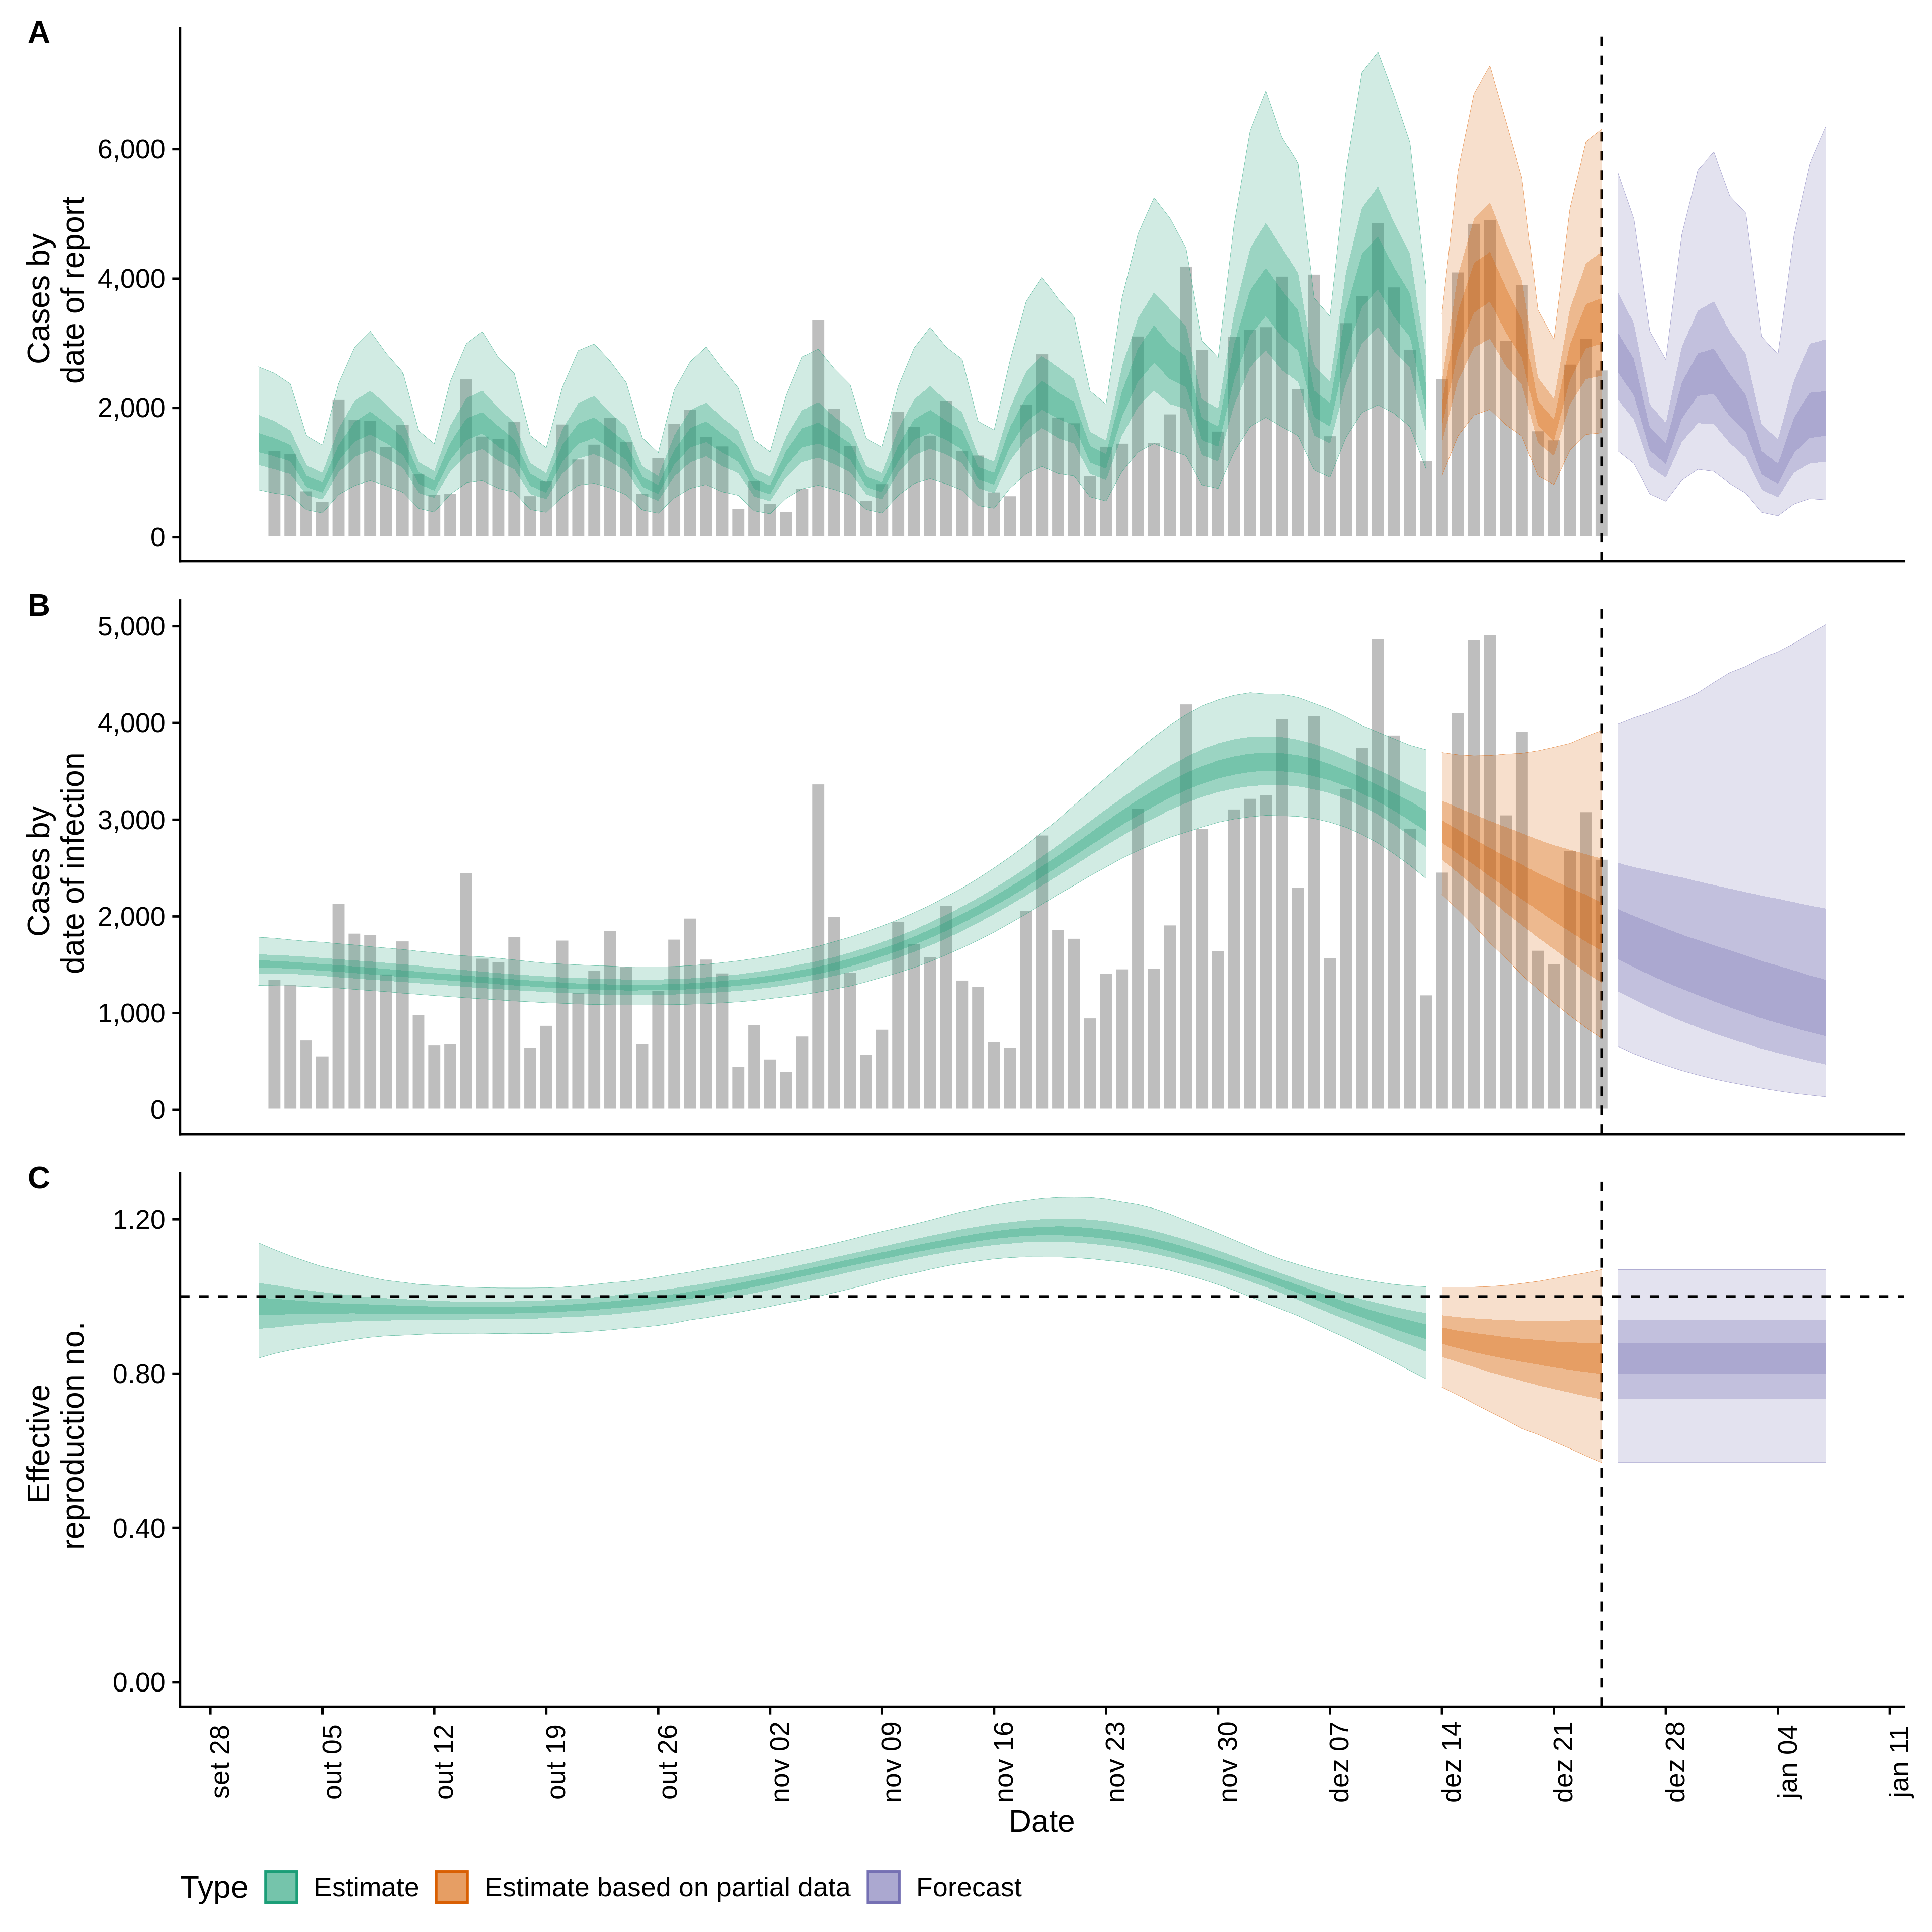 A
Cases by
date of report
6,000
4,000
2,000
0
B
Cases by
date of infection
5,000
4,000
3,000
2,000
1,000
0
C
Effective
reproduction no.
1.20
0.80
0.40
0.00
set 28
out 05
out 12
out 19
out 26
nov 02
nov 09
nov 16
nov 23
nov 30
dez 07
dez 14
dez 21
dez 28
jan 04
jan 11
Date
Type
Estimate
Estimate based on partial data
Forecast